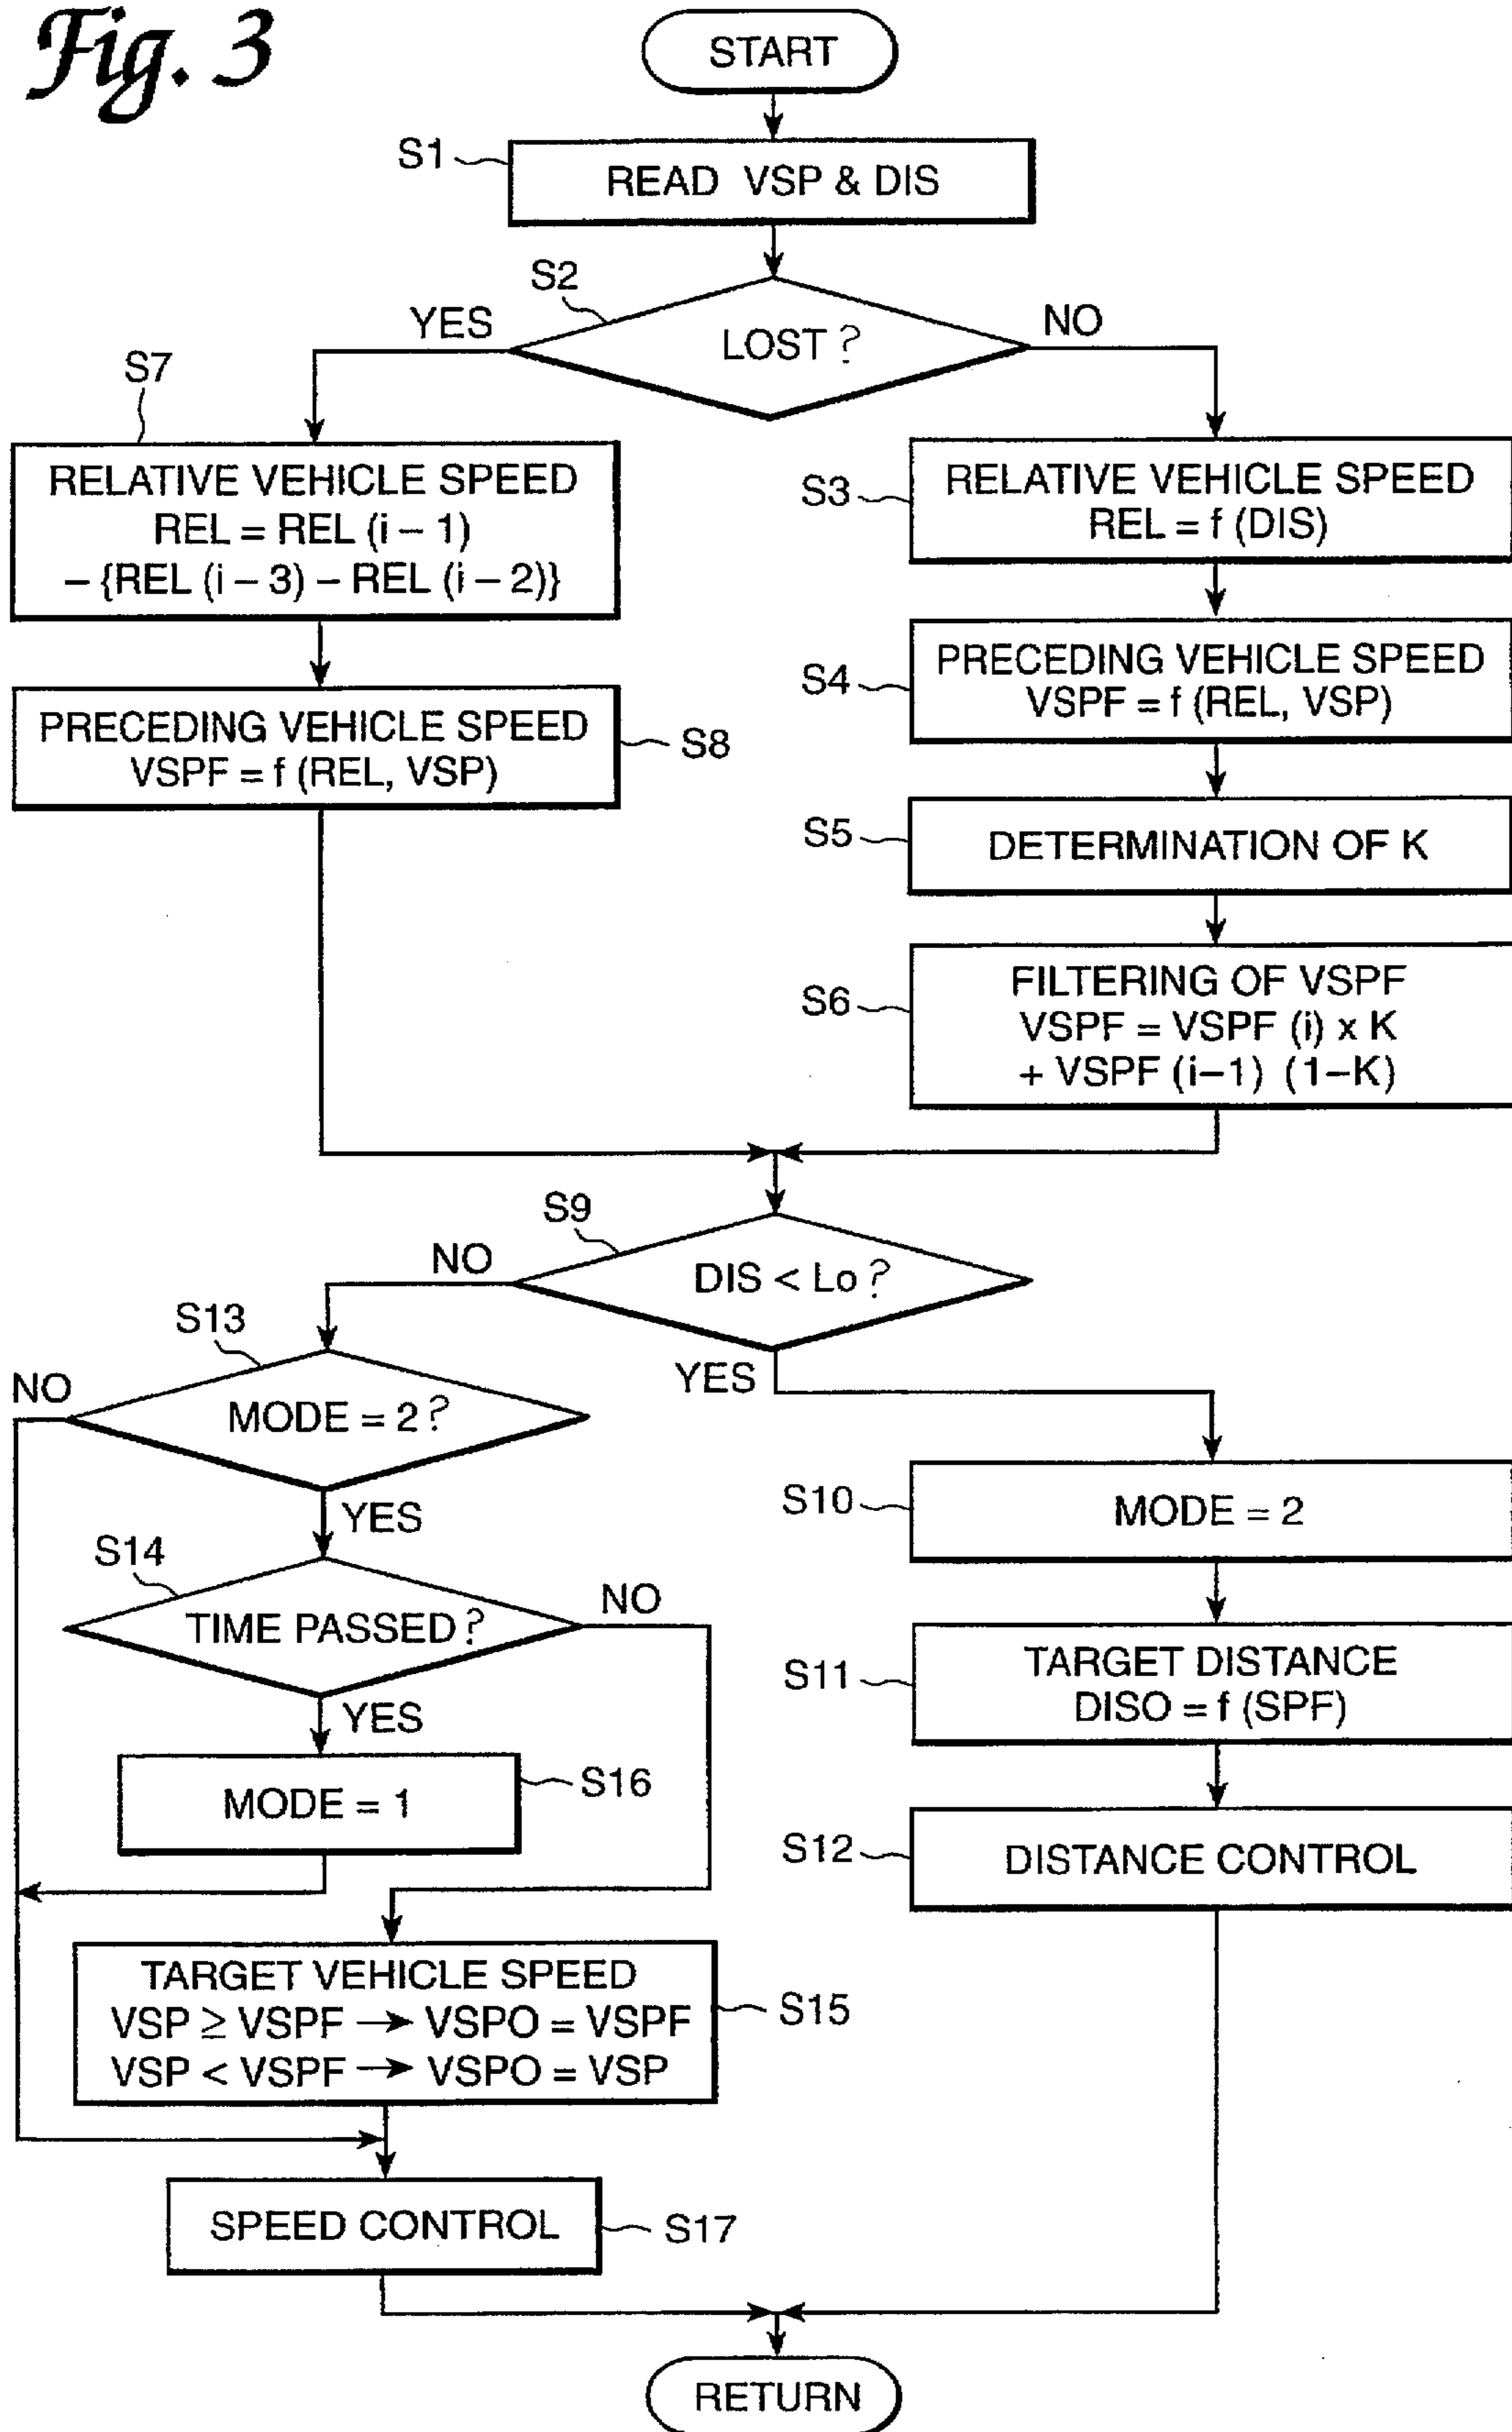 Fig. 3
START
S1
READ VSP & DIS
S2
LOST ?
YES
NO
S7
RELATIVE VEHICLE SPEED
REL = REL (i – 1)
– {REL (i – 3) – REL (i – 2)}
S3
RELATIVE VEHICLE SPEED
REL = f (DIS)
PRECEDING VEHICLE SPEED
VSPF = f (REL, VSP)
S8
S4
PRECEDING VEHICLE SPEED
VSPF = f (REL, VSP)
S5
DETERMINATION OF K
S6
FILTERING OF VSPF
VSPF = VSPF (i) x K
+ VSPF (i–1) (1–K)
S9
DIS < Lo ?
NO
YES
S13
MODE = 2 ?
NO
YES
S10
MODE = 2
S14
TIME PASSED ?
NO
YES
S11
TARGET DISTANCE
DISO = f (SPF)
MODE = 1
S16
S12
DISTANCE CONTROL
TARGET VEHICLE SPEED
VSP ≥ VSPF → VSPO = VSPF
VSP < VSPF → VSPO = VSP
S15
SPEED CONTROL
S17
RETURN